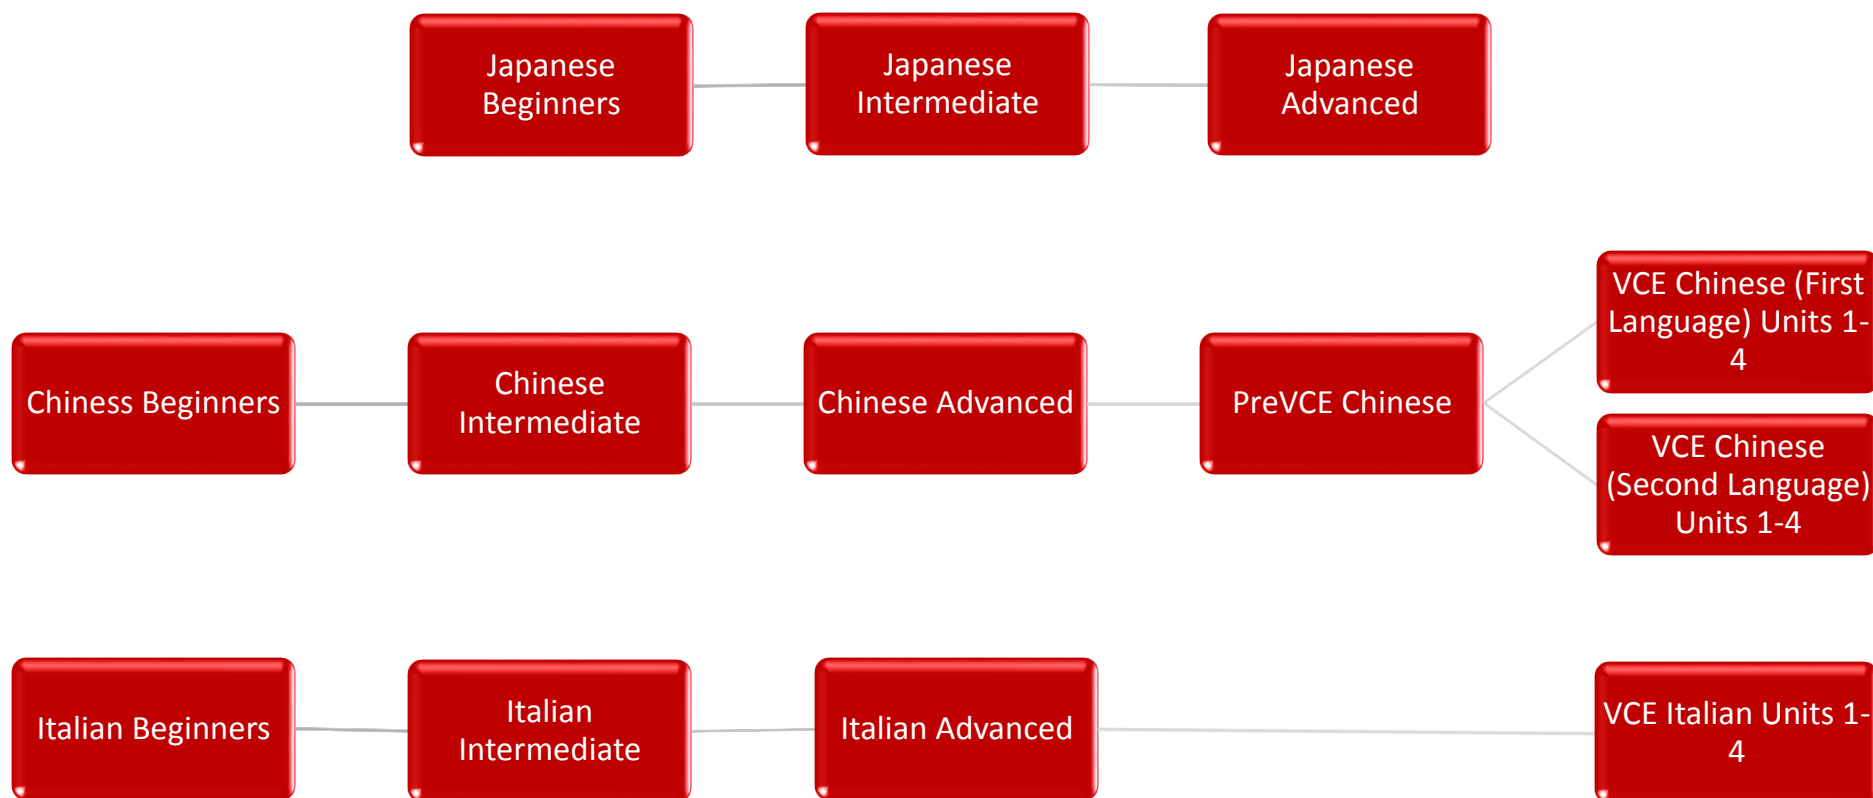 Japanese
Beginners
Japanese
Intermediate
Japanese
Advanced
Chiness Beginners
Chinese
Intermediate
Chinese Advanced
PreVCE Chinese
VCE Chinese (First
Language) Units 1-
4
VCE Chinese
(Second Language)
Units 1-4
Italian Beginners
Italian
Intermediate
Italian Advanced
VCE Italian Units 1-
4